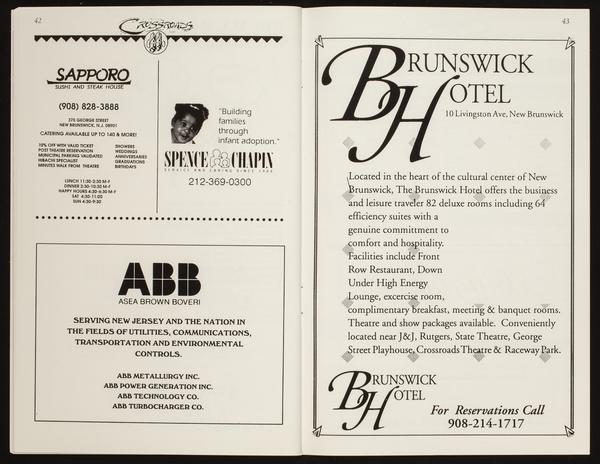 42
CROSSROADS
SAPPORO
SUSHI AND STEAK HOUSE
(908) 828-3888
375 GEORGE STREET
NEW BRUNSWICK, N.J. 08901
CATERING AVAILABLE UP TO 140 & MORE!
10% OFF WITH VALID TICKET
POST THEATRE RESERVATION
MUNICIPAL PARKING VALIDATED
HIBACHI SPECIALIST
MINUTES WALK FROM THEATRE
SHOWERS
WEDDINGS
ANNIVERSARIES
GRADUATIONS
BIRTHDAYS
LUNCH 11:30-2:30 M-F
DINNER 2:30-10:30 M-F
HAPPY HOURS 4:30-6:30 M-F
SAT 4:30-11:00
SUN 4:30-9:30
"Building
families
through
infant adoption."
SPENCE CHAPIN
SERVICE AND CARING SINCE 1908
212-369-0300
ABB
ASEA BROWN BOVERI
SERVING NEW JERSEY AND THE NATION IN
THE FIELDS OF UTILITIES, COMMUNICATIONS,
TRANSPORTATION AND ENVIRONMENTAL
CONTROLS.
ABB METALLURGY INC.
ABB POWER GENERATION INC.
ABB TECHNOLOGY CO.
ABB TURBOCHARGER CO.
43
BRUNSWICK
HOTEL
10 Livingston Ave, New Brunswick
Located in the heart of the cultural center of New
Brunswick, The Brunswick Hotel offers the business
and leisure traveler 82 deluxe rooms including 64
efficiency suites with a
genuine committment to
comfort and hospitality.
Facilities include Front
Row Restaurant, Down
Under High Energy
Lounge, excercise room,
complimentary breakfast, meeting & banquet rooms.
Theatre and show packages available. Conveniently
located near J&J, Rutgers, State Theatre, George
Street Playhouse, Crossroads Theatre & Raceway Park.
BRUNSWICK
HOTEL
For Reservations Call
908-214-1717